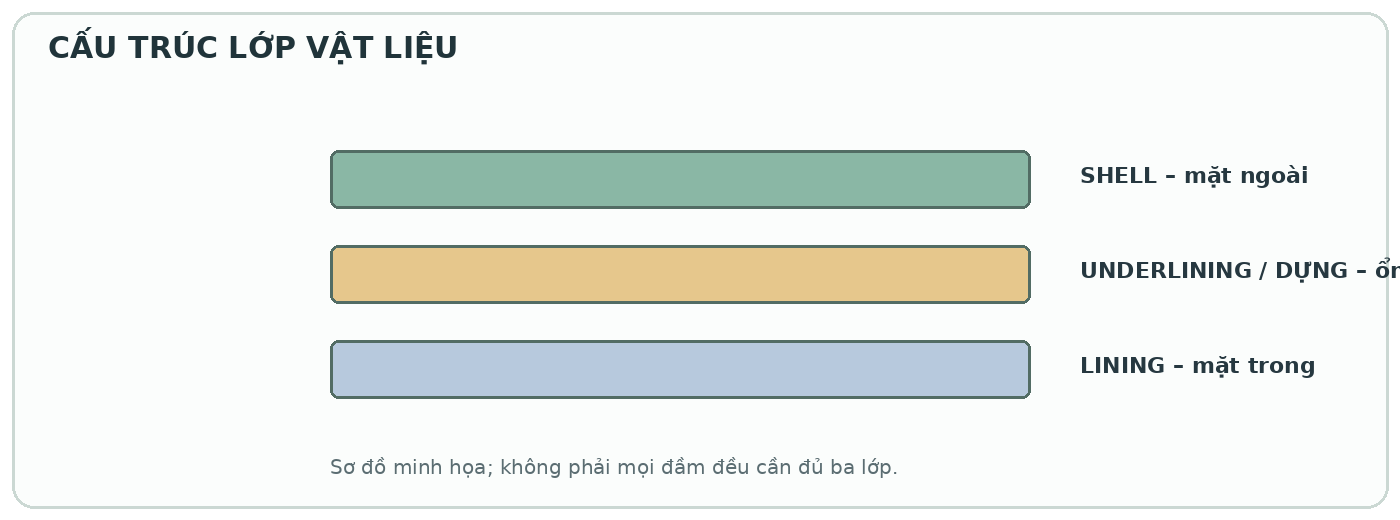 CẤU TRÚC LỚP VẬT LIỆU
SHELL – mặt ngoài
UNDERLINING / DỰNG –
LINING – mặt trong
Sơ đồ minh họa; không phải mọi đầm đều cần đủ ba lớp.